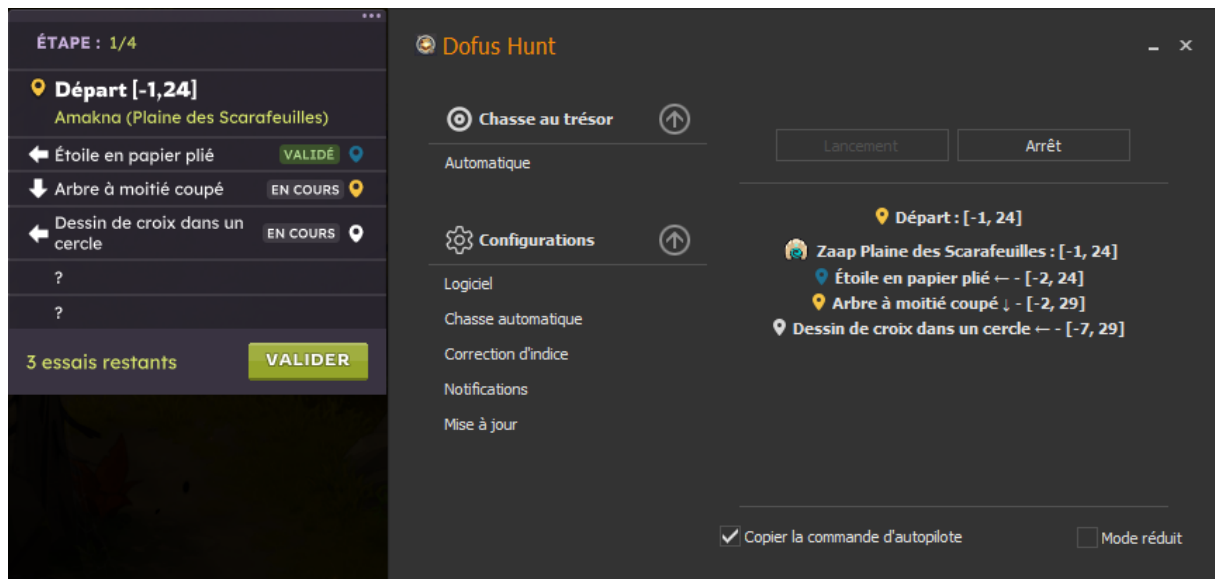 ÉTAPE : 1/4
Départ [-1,24]
Amakna (Plaine des Scarafeuilles)
Étoile en papier plié VALIDÉ
Arbre à moitié coupé EN COURS
Dessin de croix dans un
cercle EN COURS
?
?
3 essais restants VALIDER
Dofus Hunt
Chasse au trésor
Automatique
Configurations
Logiciel
Chasse automatique
Correction d'indice
Notifications
Mise à jour
Lancement Arrêt
Départ : [-1, 24]
Zaap Plaine des Scarafeuilles : [-1, 24]
Étoile en papier plié ← - [-2, 24]
Arbre à moitié coupé ↓ - [-2, 29]
Dessin de croix dans un cercle ← - [-7, 29]
Copier la commande d'autopilote Mode réduit